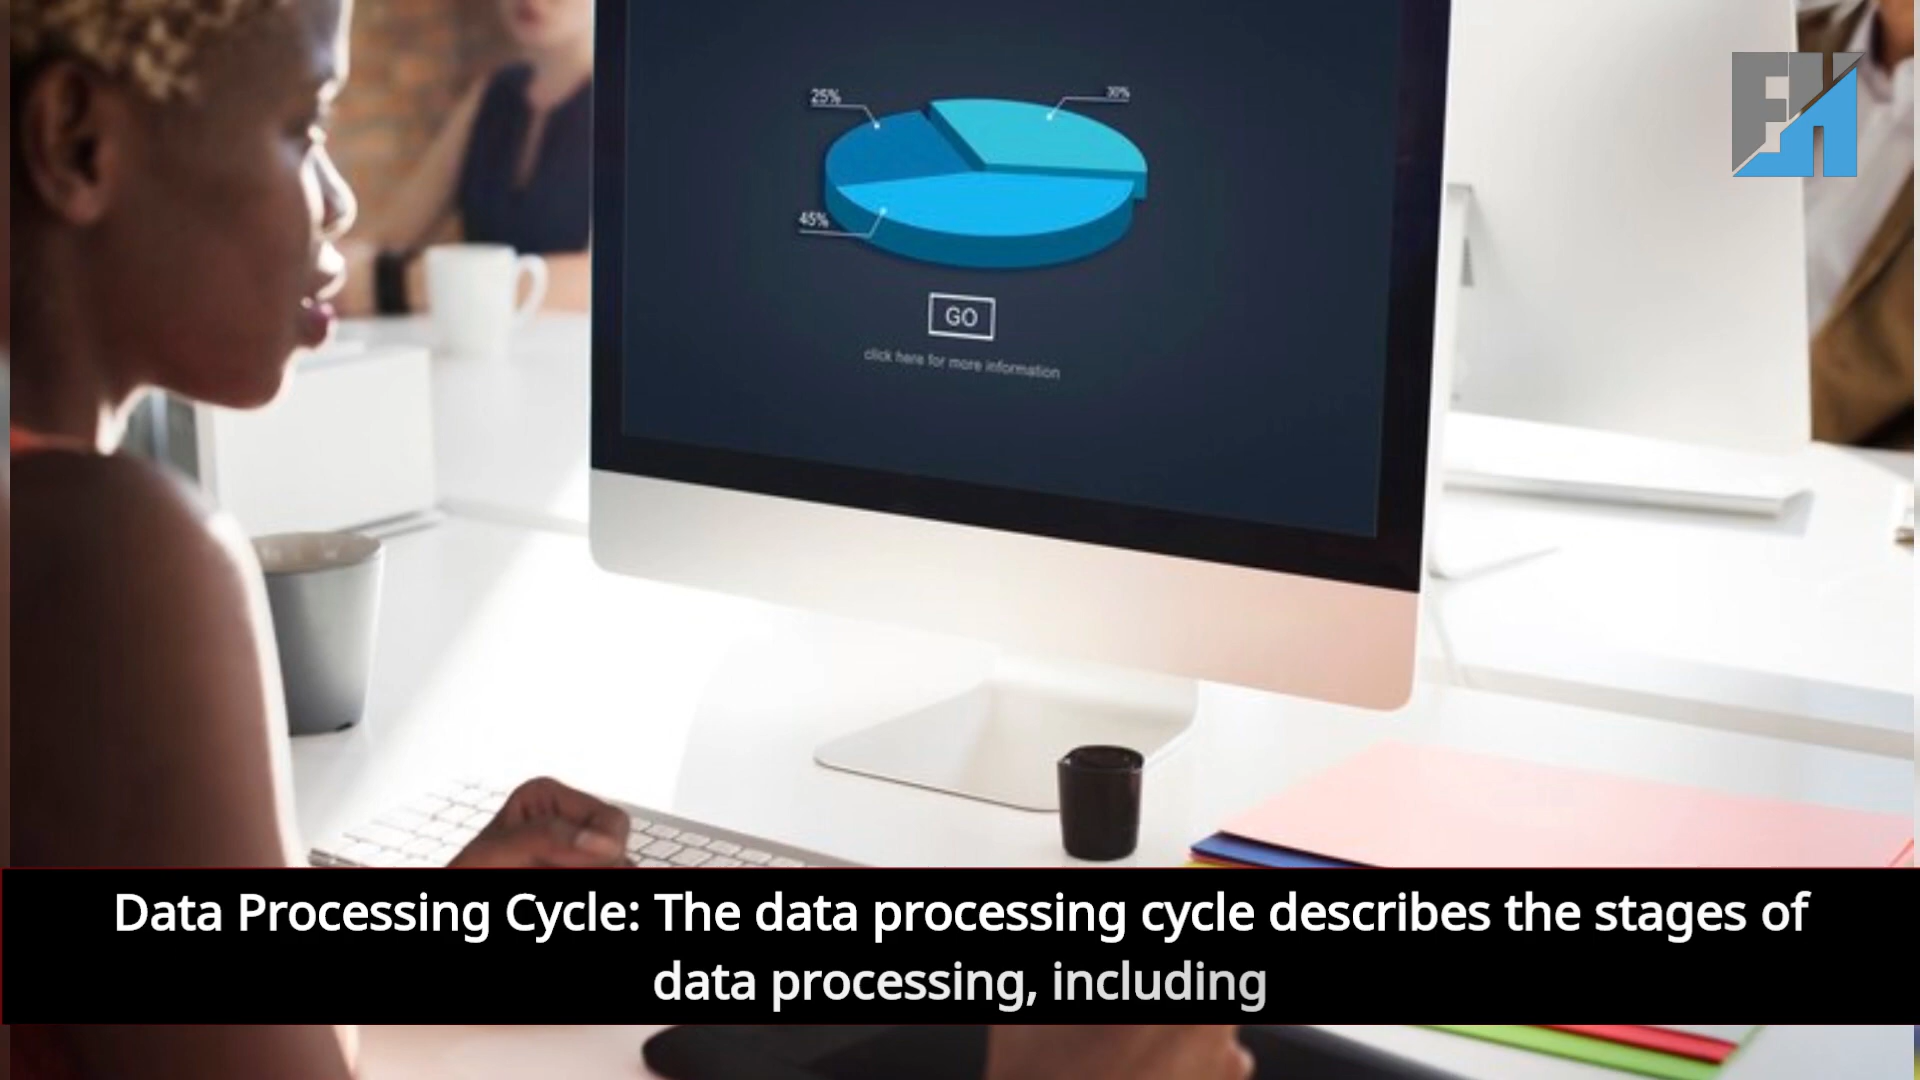 25%
30%
45%
GO
click here for more information
Data Processing Cycle: The data processing cycle describes the stages of
data processing, including